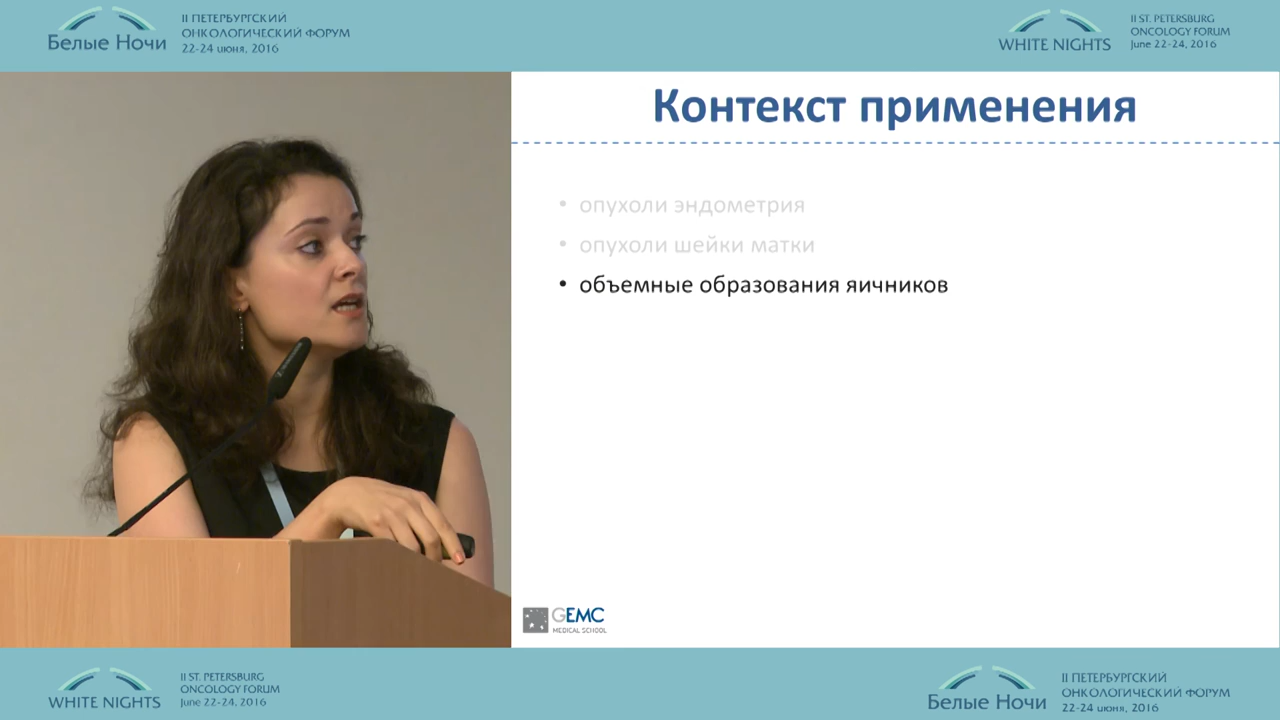 Белые Ночи
II ПЕТЕРБУРГСКИЙ
ОНКОЛОГИЧЕСКИЙ ФОРУМ
22-24 июня, 2016
WHITE NIGHTS
II ST. PETERSBURG
ONCOLOGY FORUM
June 22-24, 2016
Контекст применения
• опухоли эндометрия
• опухоли шейки матки
• объемные образования яичников
GEMC
MEDICAL SCHOOL
WHITE NIGHTS
II ST. PETERSBURG
ONCOLOGY FORUM
June 22-24, 2016
Белые Ночи
II ПЕТЕРБУРГСКИЙ
ОНКОЛОГИЧЕСКИЙ ФОРУМ
22-24 июня, 2016